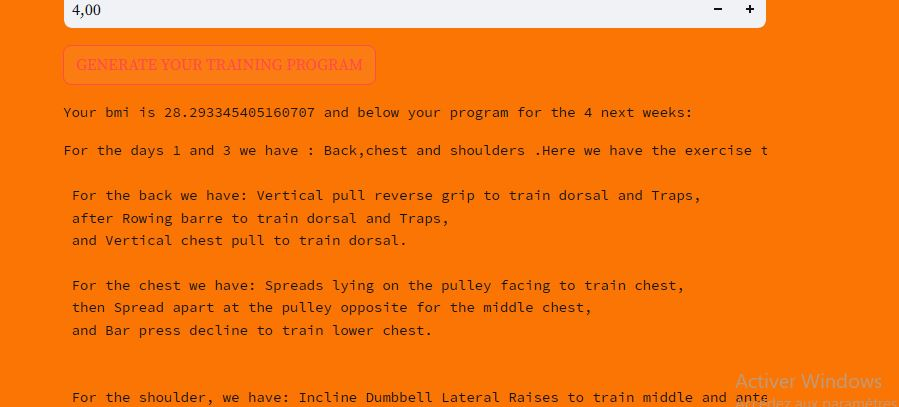 4,00
GENERATE YOUR TRAINING PROGRAM
Your bmi is 28.293345405160707 and below your program for the 4 next weeks:
For the days 1 and 3 we have : Back,chest and shoulders .Here we have the exercise t
For the back we have: Vertical pull reverse grip to train dorsal and Traps,
after Rowing barre to train dorsal and Traps,
and Vertical chest pull to train dorsal.
For the chest we have: Spreads lying on the pulley facing to train chest,
then Spread apart at the pulley opposite for the middle chest,
and Bar press decline to train lower chest.
For the shoulder, we have: Incline Dumbbell Lateral Raises to train middle and ante
Activer Windows
Accédez aux paramètres